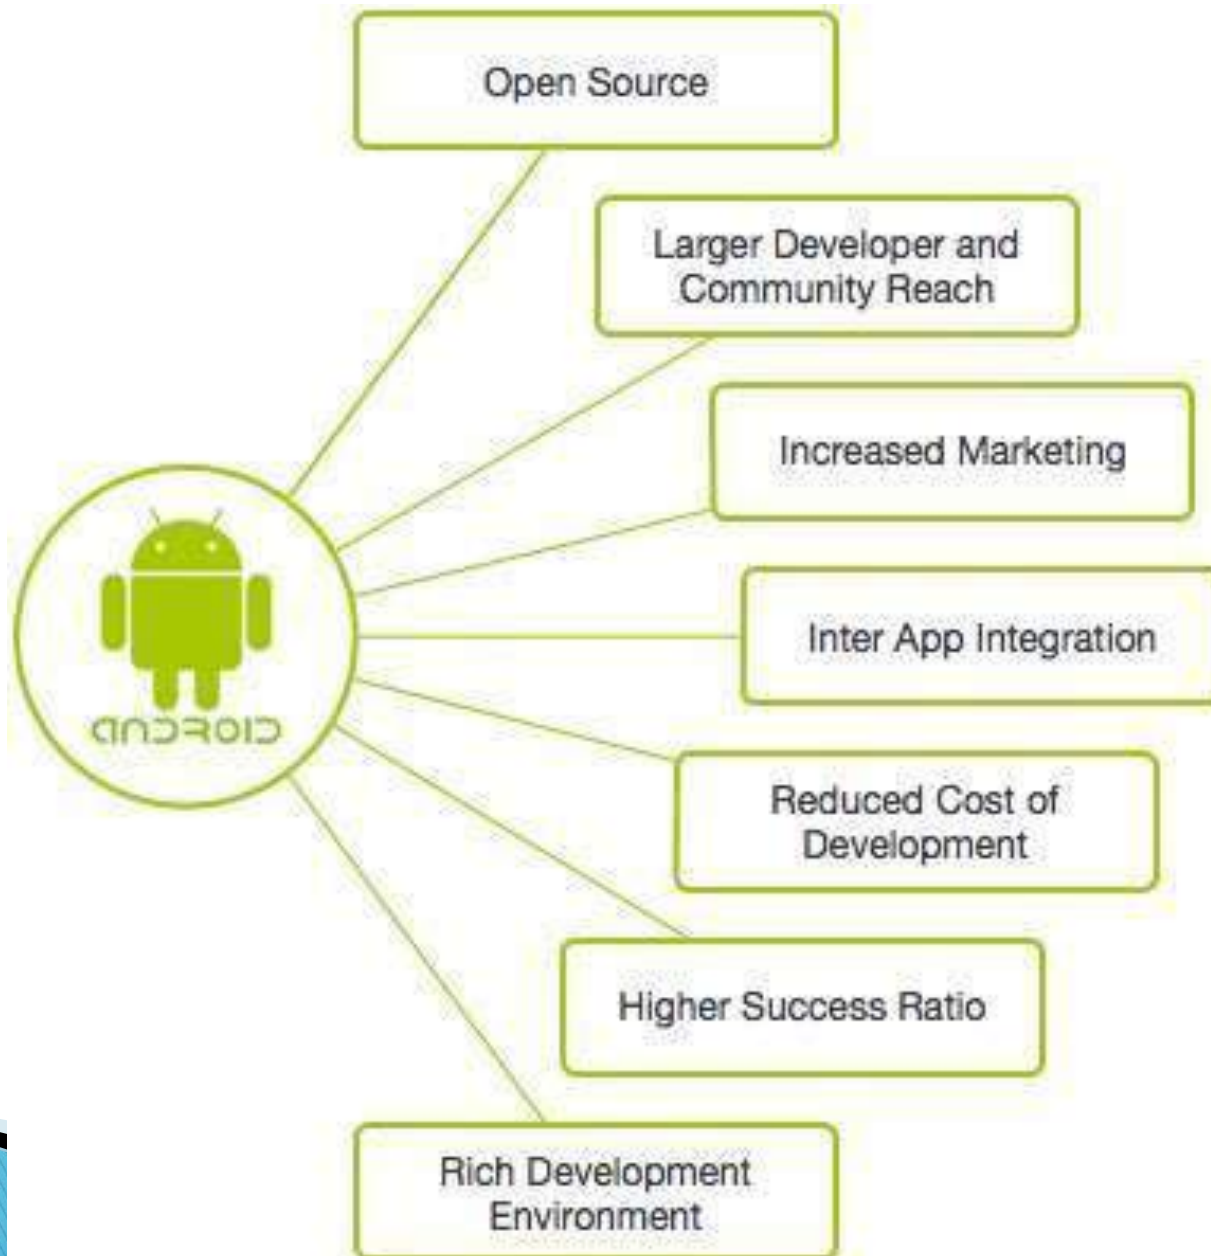 Open Source
Larger Developer and
Community Reach
Increased Marketing
Inter App Integration
ANDROID
Reduced Cost of
Development
Higher Success Ratio
Rich Development
Environment